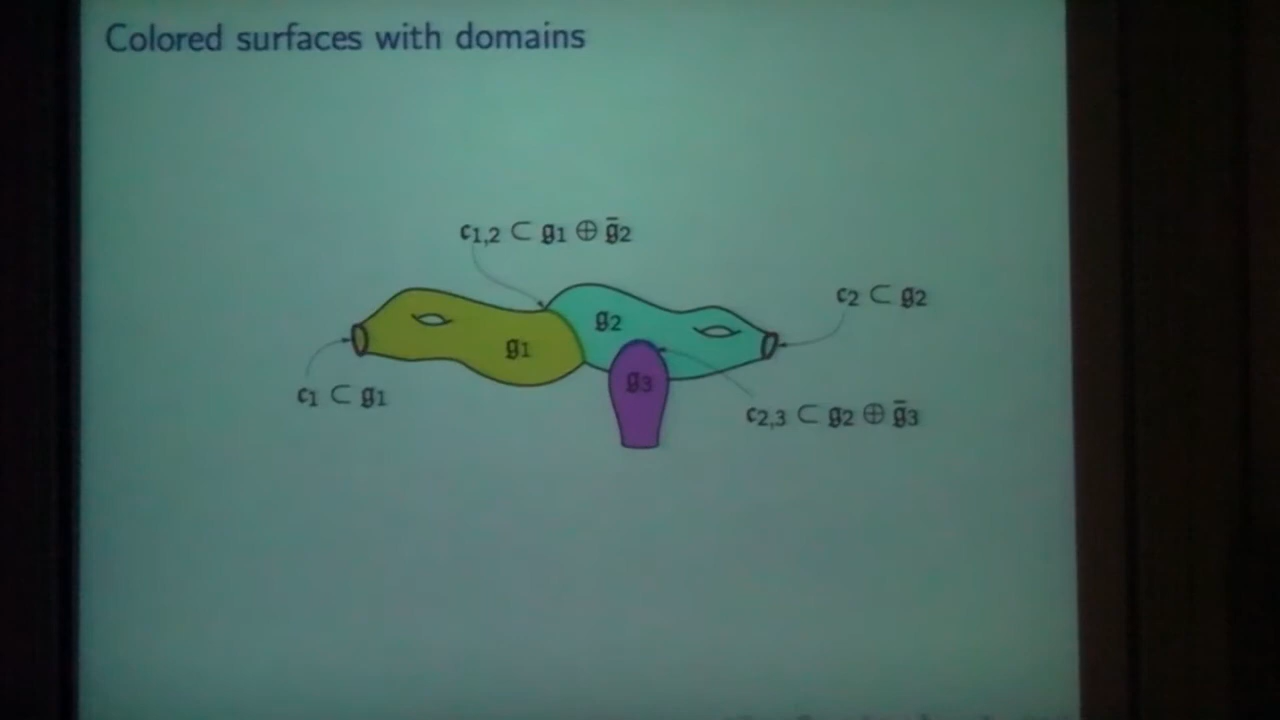 Colored surfaces with domains
𝔠₁,₂ ⊂ 𝔤₁ ⊕ 𝔤̄₂
𝔠₂ ⊂ 𝔤₂
𝔤₂
𝔤₁
𝔤₃
𝔠₁ ⊂ 𝔤₁
𝔠₂,₃ ⊂ 𝔤₂ ⊕ 𝔤̄₃